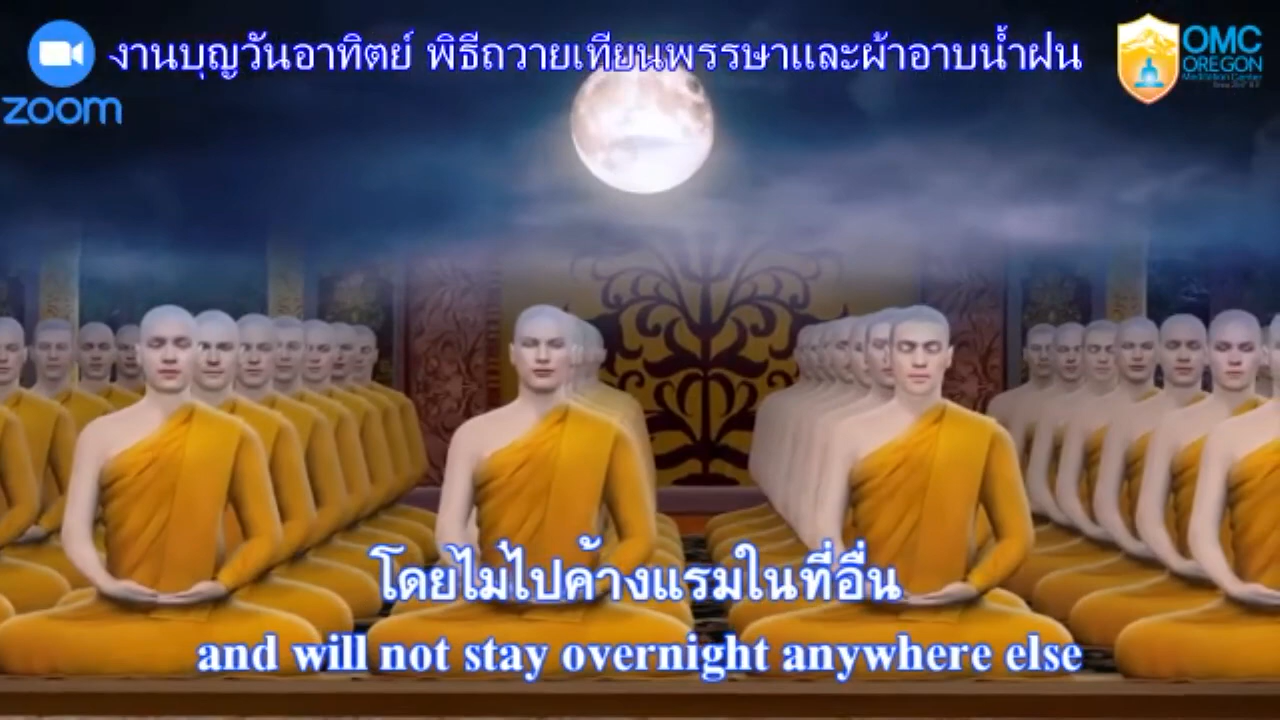 งานบุญวันอาทิตย์ พิธีถวายเทียนพรรษาและผ้าอาบน้ำฝน
zoom
OMC
OREGON
Meditation Center
โดยไม่ไปค้างแรมในที่อื่น
and will not stay overnight anywhere else